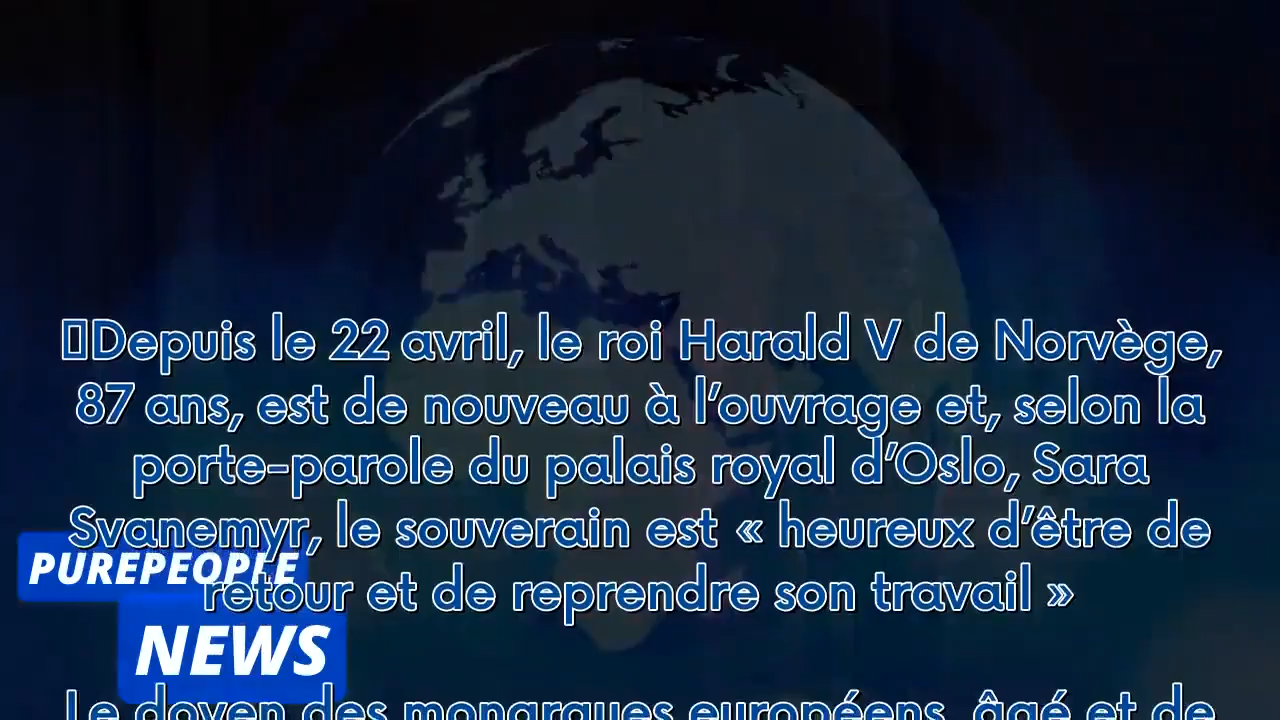 Depuis le 22 avril, le roi Harald V de Norvège,
87 ans, est de nouveau à l’ouvrage et, selon la
porte-parole du palais royal d’Oslo, Sara
Svanemyr, le souverain est « heureux d’être de
retour et de reprendre son travail »
PUREPEOPLE
NEWS
Le doyen des monarques européens, âgé et de